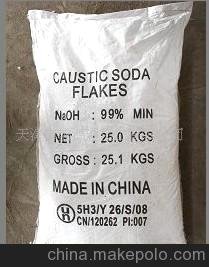 CAUSTIC SODA
FLAKES
NaOH : 99% MIN
NET : 25.0 KGS
GROSS : 25.1 KGS
MADE IN CHINA
5H3/Y 26/S/08
CN/120262 PI:007
china.makepolo.com